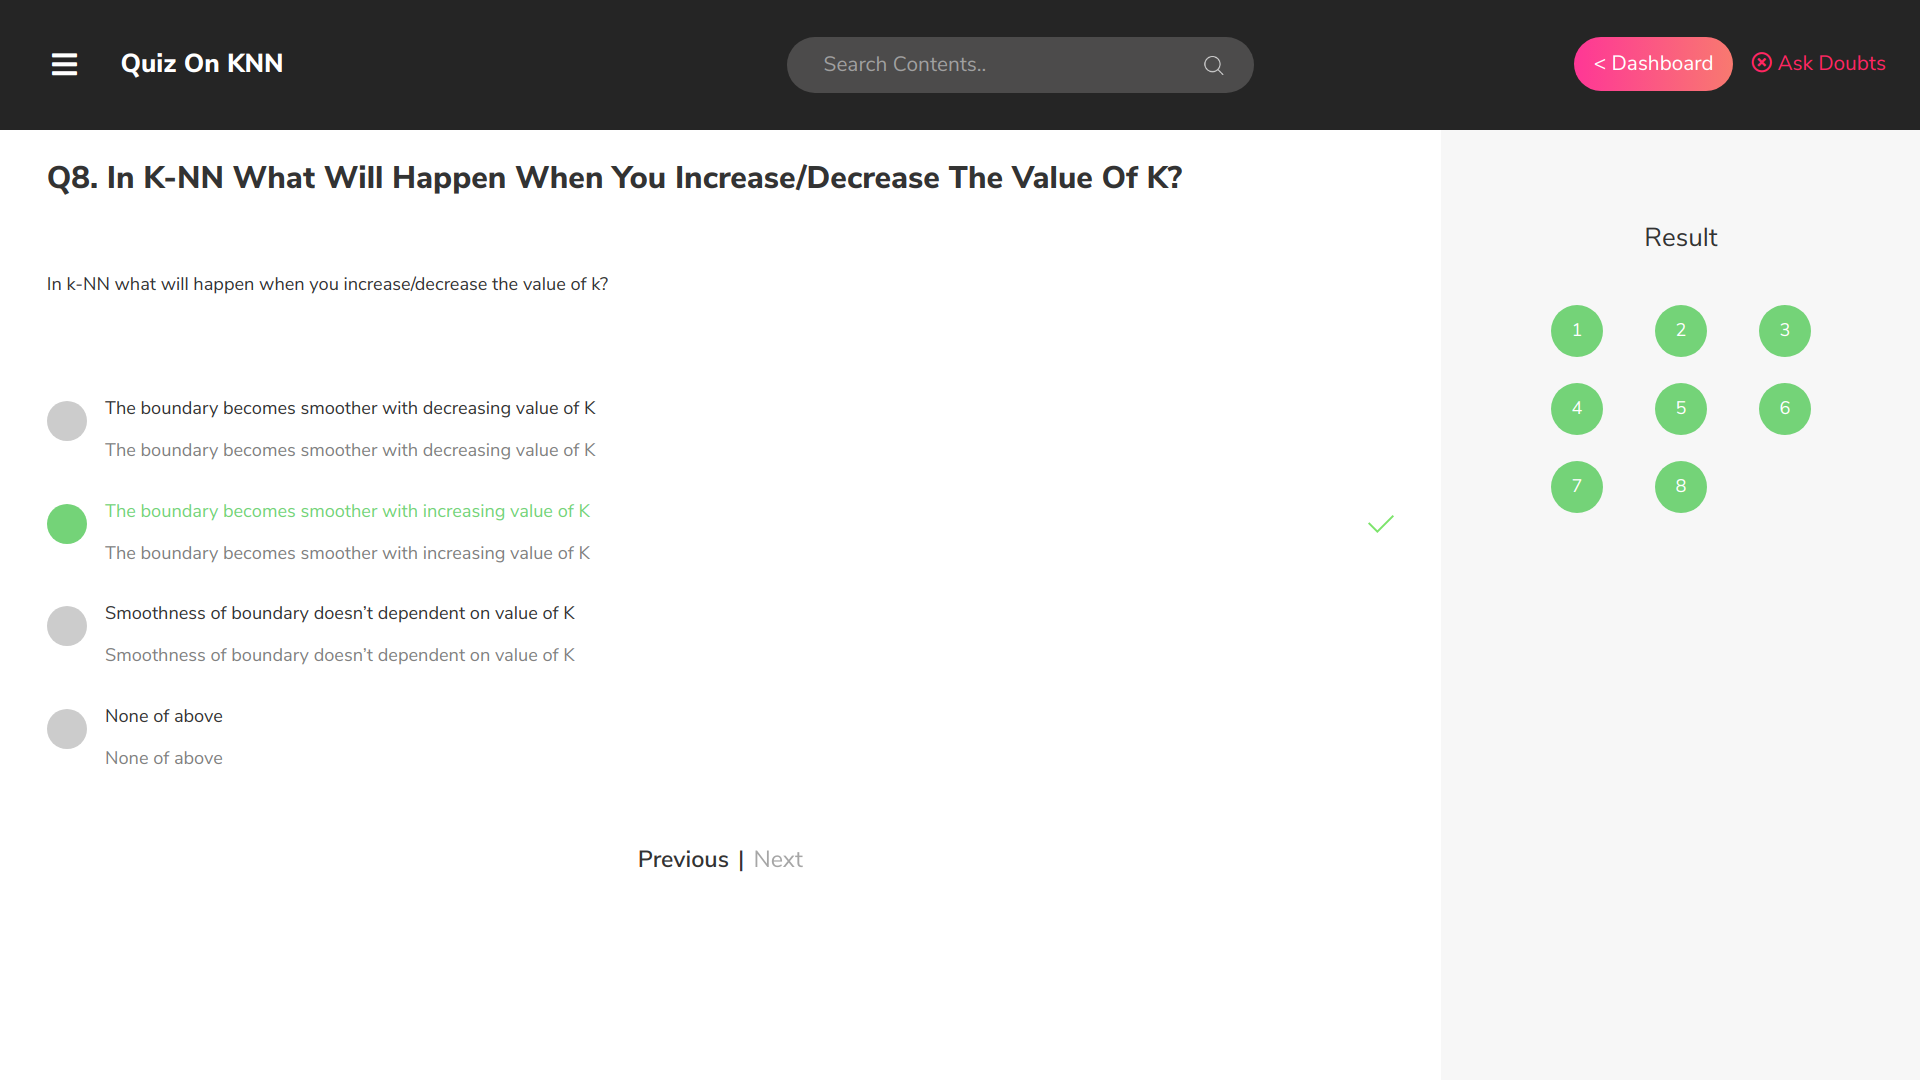 Quiz On KNN
Search Contents..
< Dashboard
Ask Doubts
Q8. In K-NN What Will Happen When You Increase/Decrease The Value Of K?
In k-NN what will happen when you increase/decrease the value of k?
The boundary becomes smoother with decreasing value of K
The boundary becomes smoother with decreasing value of K
The boundary becomes smoother with increasing value of K
The boundary becomes smoother with increasing value of K
Smoothness of boundary doesn’t dependent on value of K
Smoothness of boundary doesn’t dependent on value of K
None of above
None of above
Previous | Next
Result
1 2 3
4 5 6
7 8